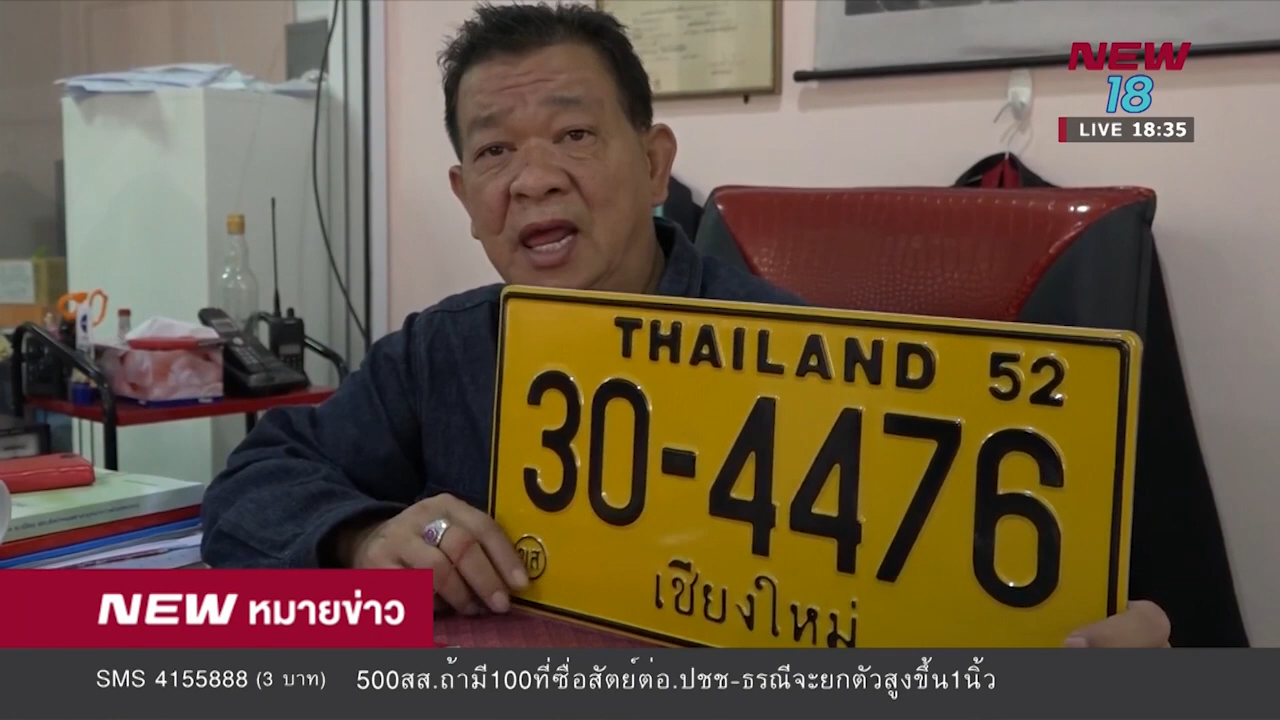 NEW
18
LIVE 18:35
THAILAND 52
30-4476
เชียงใหม่
NEW หมายข่าว
SMS 4155888 (3 บาท) 500สส.ถ้ามี100ที่ซื่อสัตย์ต่อ.ปชช-ธรณีจะยกตัวสูงขึ้น1นิ้ว